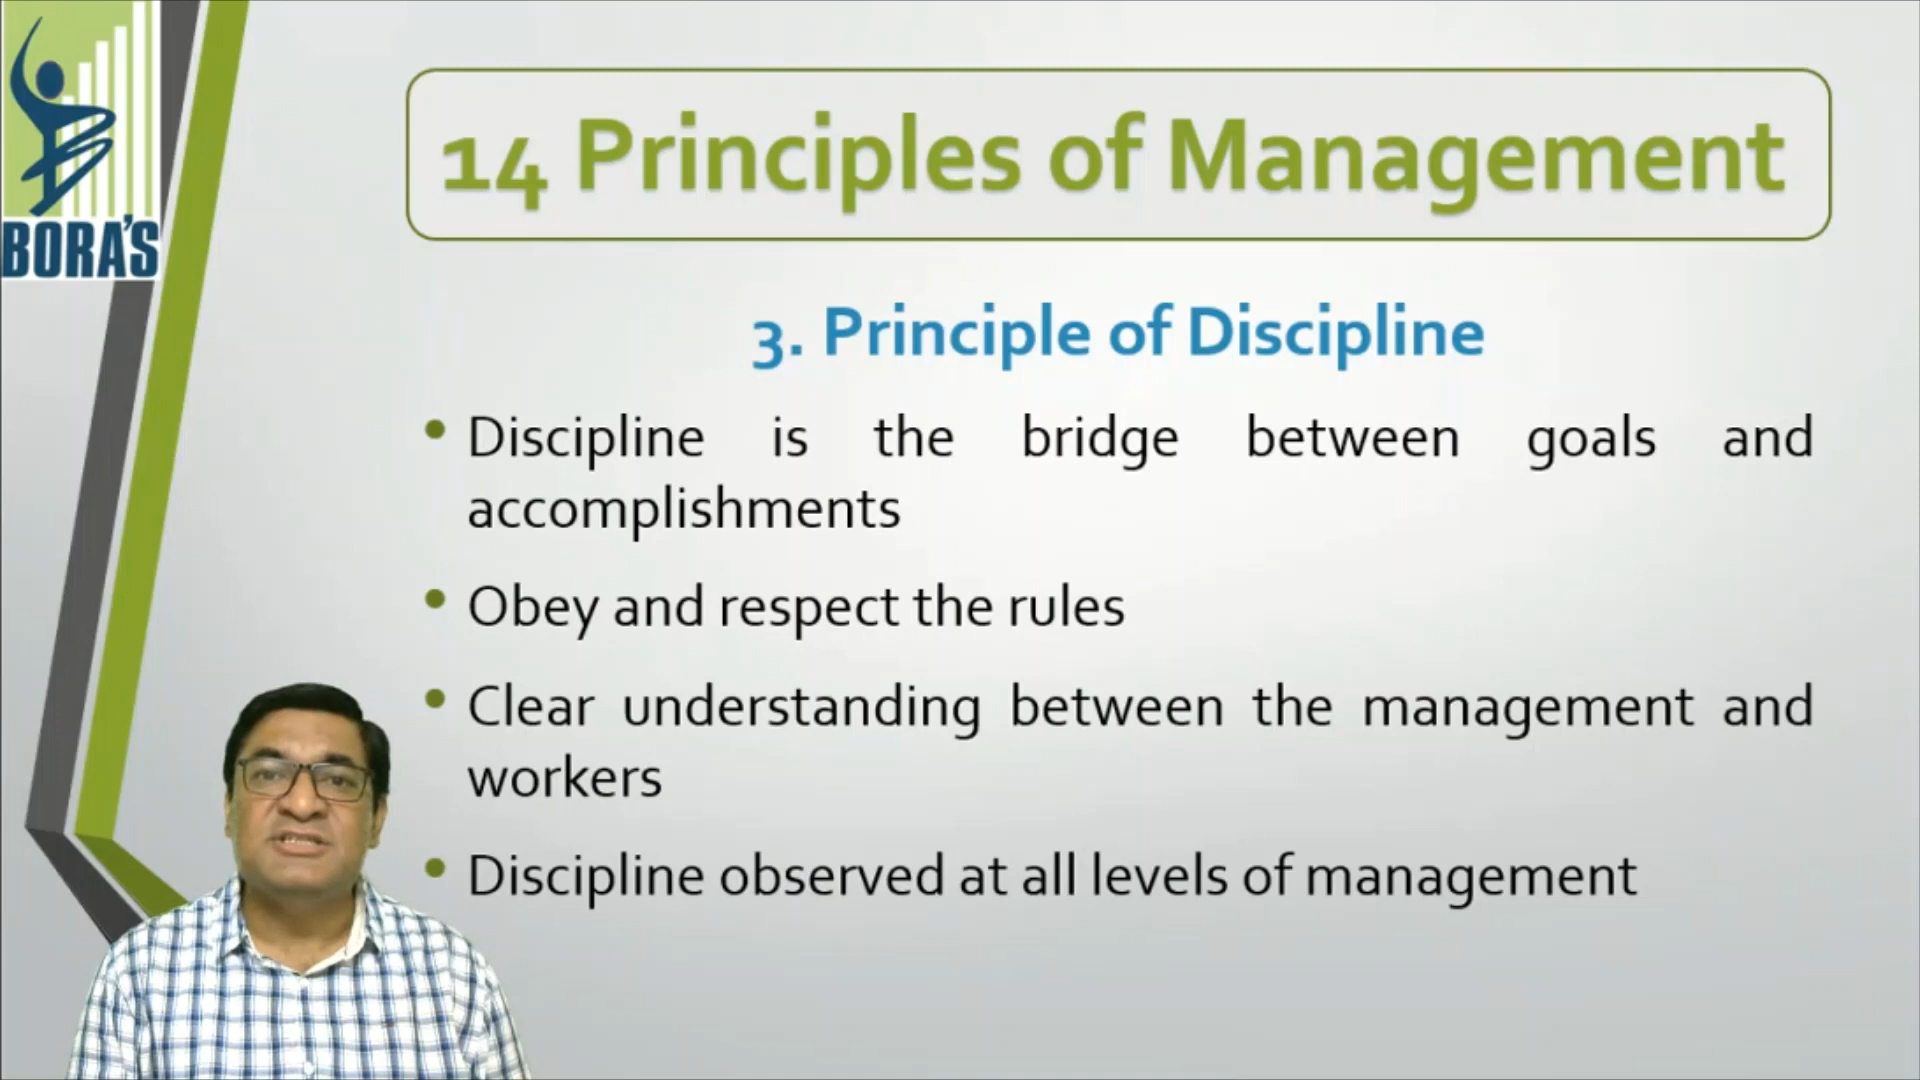 BORA'S
14 Principles of Management
3. Principle of Discipline
• Discipline is the bridge between goals and
accomplishments
• Obey and respect the rules
• Clear understanding between the management and
workers
• Discipline observed at all levels of management